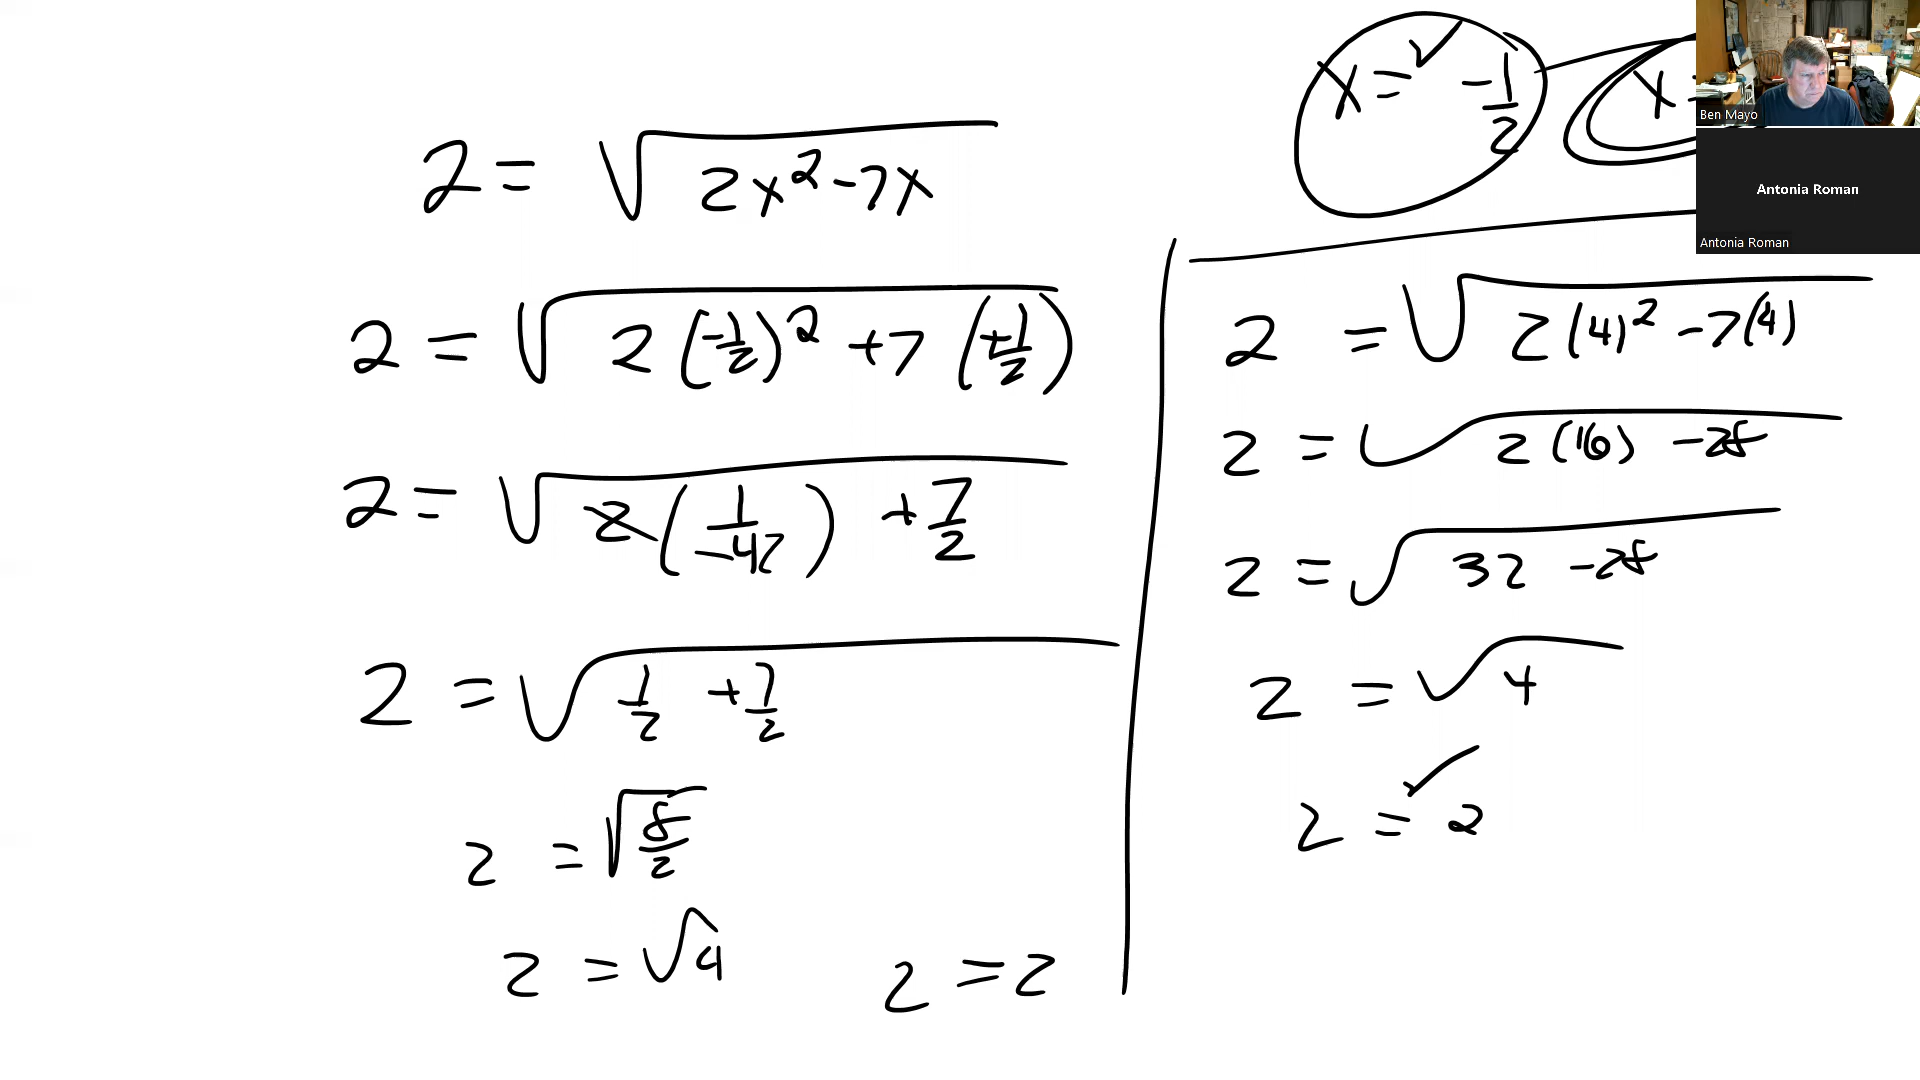 x = -1/2 ✓
x =
Ben Mayo
Antonia Roman
Antonia Roman
2 = √(2x² - 7x)
2 = √(2(-1/2)² + 7(+1/2))
2 = √(2(1/-42) + 7/2)
2 = √(1/2 + 7/2)
2 = √(8/2)
2 = √4
2 = 2
2 = √(2(4)² - 7(4))
2 = √(2(16) - 28)
2 = √(32 - 28)
2 = √4
2 = 2 ✓